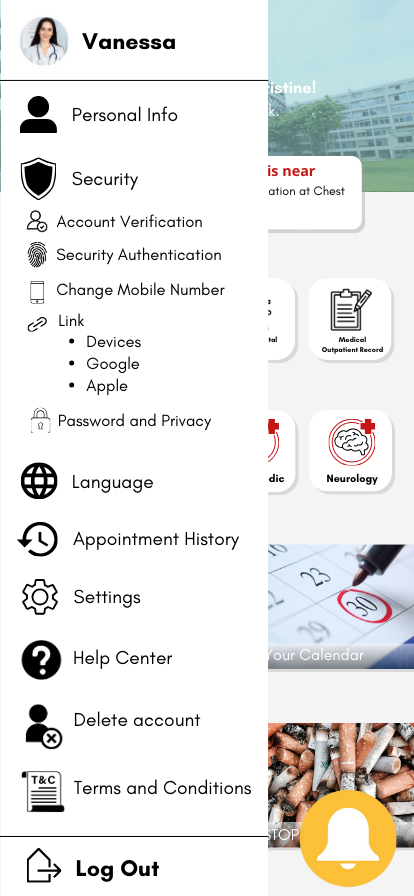 Vanessa
Personal Info
Security
Account Verification
Security Authentication
Change Mobile Number
Link
• Devices
• Google
• Apple
Password and Privacy
Language
Appointment History
Settings
Help Center
Delete account
T&C
Terms and Conditions
Log Out
ristine!
k.
is near
ation at Chest
tal
Medical
Outpatient Record
dic
Neurology
23
30
29
Your Calendar
STOP